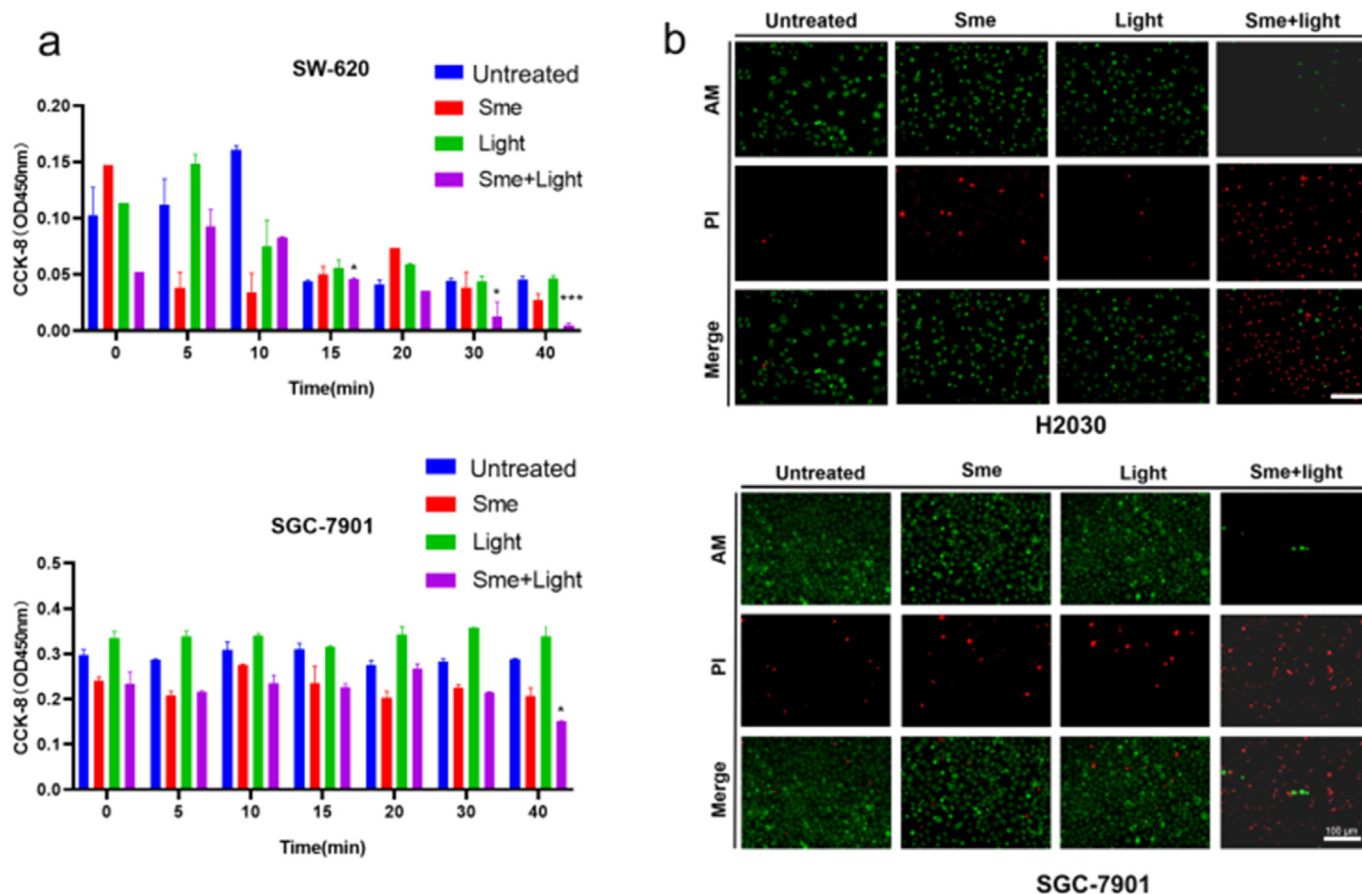 a
SW-620
Untreated
Sme
Light
Sme+Light
CCK-8(OD450nm)
0.20
0.15
0.10
0.05
0.00
* * ***
0 5 10 15 20 30 40
Time(min)
SGC-7901
Untreated
Sme
Light
Sme+Light
CCK-8(OD450nm)
0.5
0.4
0.3
0.2
0.1
0.0
*
0 5 10 15 20 30 40
Time(min)
b
Untreated Sme Light Sme+light
AM
PI
Merge
H2030
Untreated Sme Light Sme+light
AM
PI
Merge
100 μm
SGC-7901